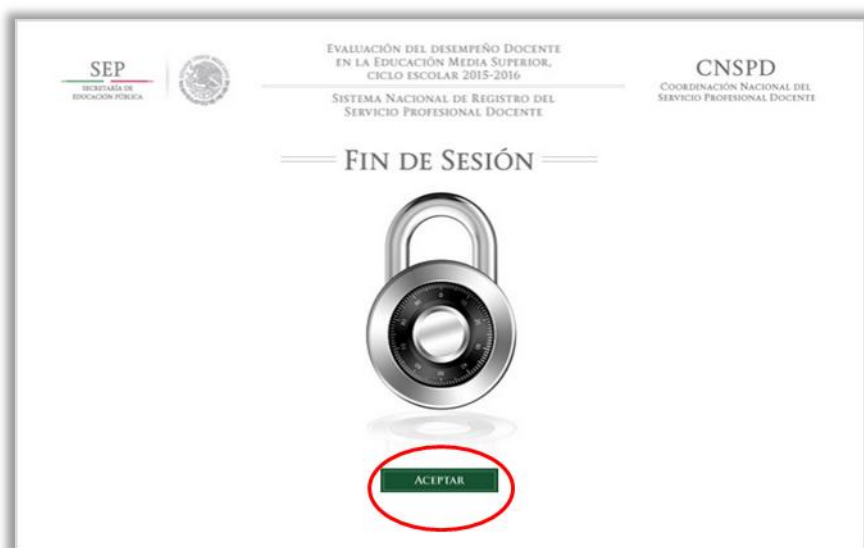 SEP
SECRETARÍA DE
EDUCACIÓN PÚBLICA
EVALUACIÓN DEL DESEMPEÑO DOCENTE
EN LA EDUCACIÓN MEDIA SUPERIOR,
CICLO ESCOLAR 2015-2016
SISTEMA NACIONAL DE REGISTRO DEL
SERVICIO PROFESIONAL DOCENTE
CNSPD
COORDINACIÓN NACIONAL DEL
SERVICIO PROFESIONAL DOCENTE
FIN DE SESIÓN
ACEPTAR